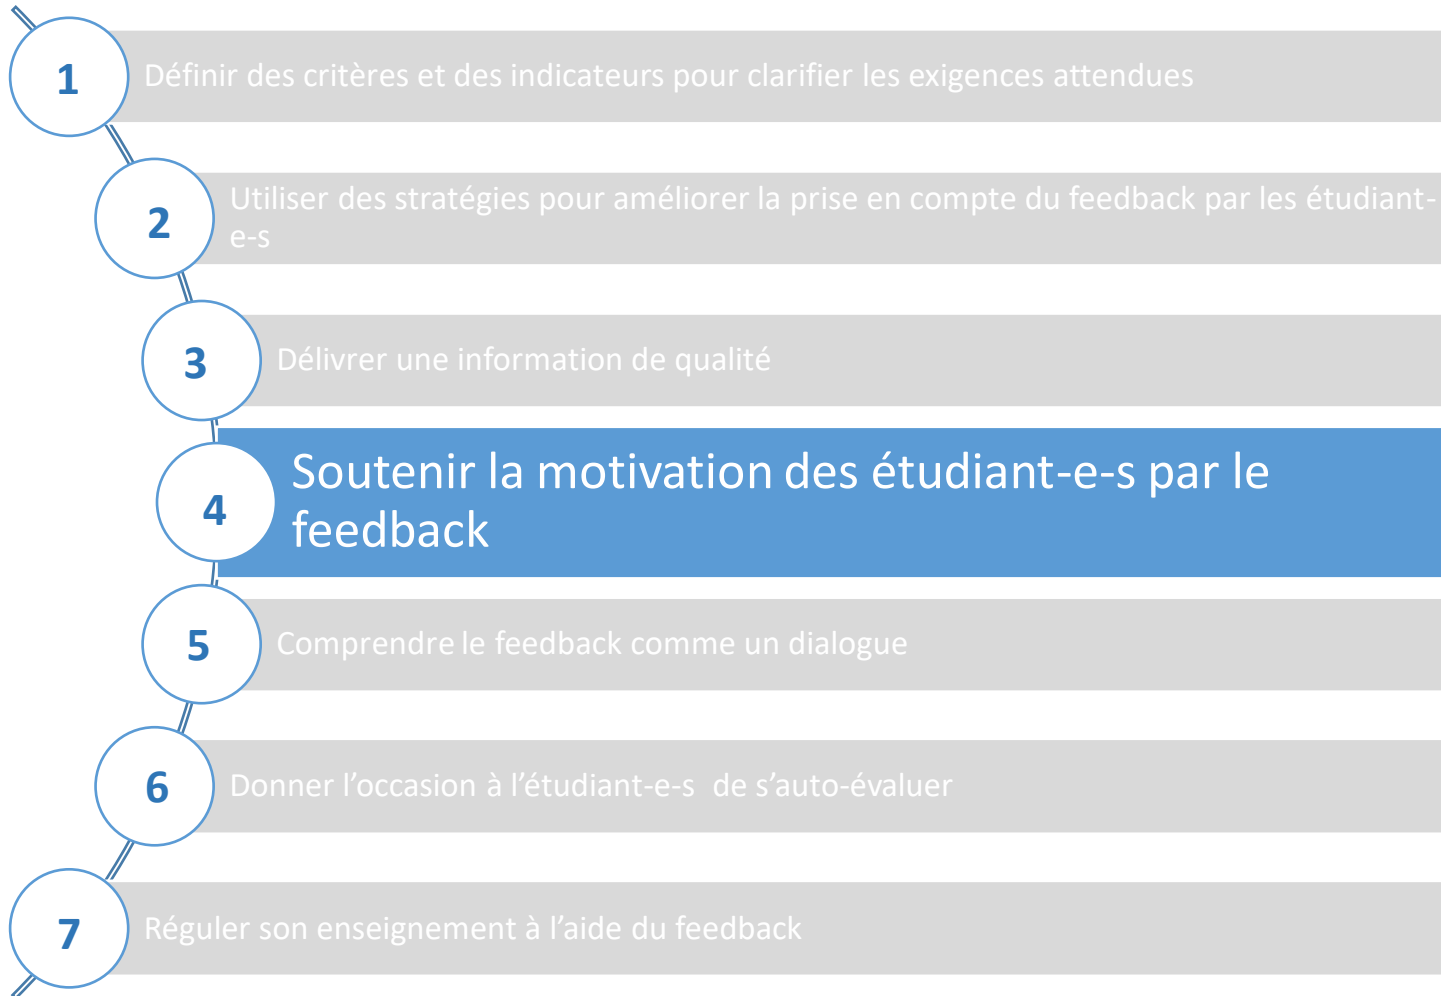 1
Définir des critères et des indicateurs pour clarifier les exigences attendues
2
Utiliser des stratégies pour améliorer la prise en compte du feedback par les étudiant-
e-s
3
Délivrer une information de qualité
4
Soutenir la motivation des étudiant-e-s par le
feedback
5
Comprendre le feedback comme un dialogue
6
Donner l’occasion à l’étudiant-e-s  de s’auto-évaluer
7
Réguler son enseignement à l’aide du feedback